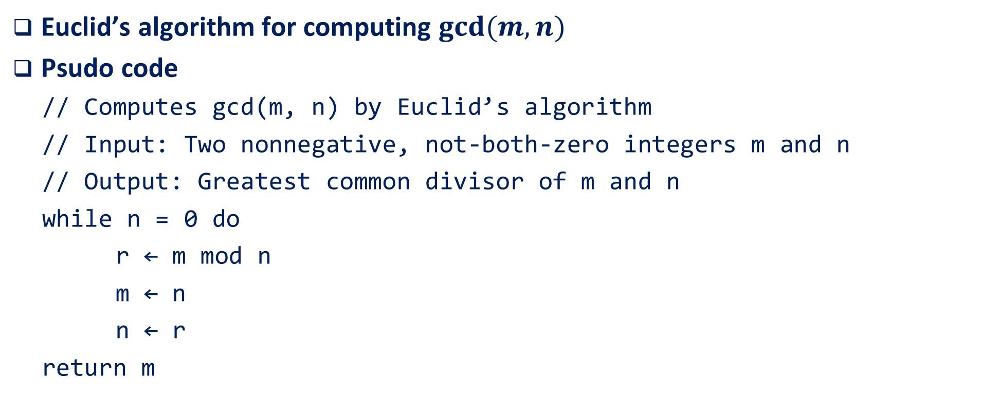 ❑ Euclid’s algorithm for computing gcd(m, n)
❑ Psudo code
// Computes gcd(m, n) by Euclid’s algorithm
// Input: Two nonnegative, not-both-zero integers m and n
// Output: Greatest common divisor of m and n
while n = 0 do
r ← m mod n
m ← n
n ← r
return m